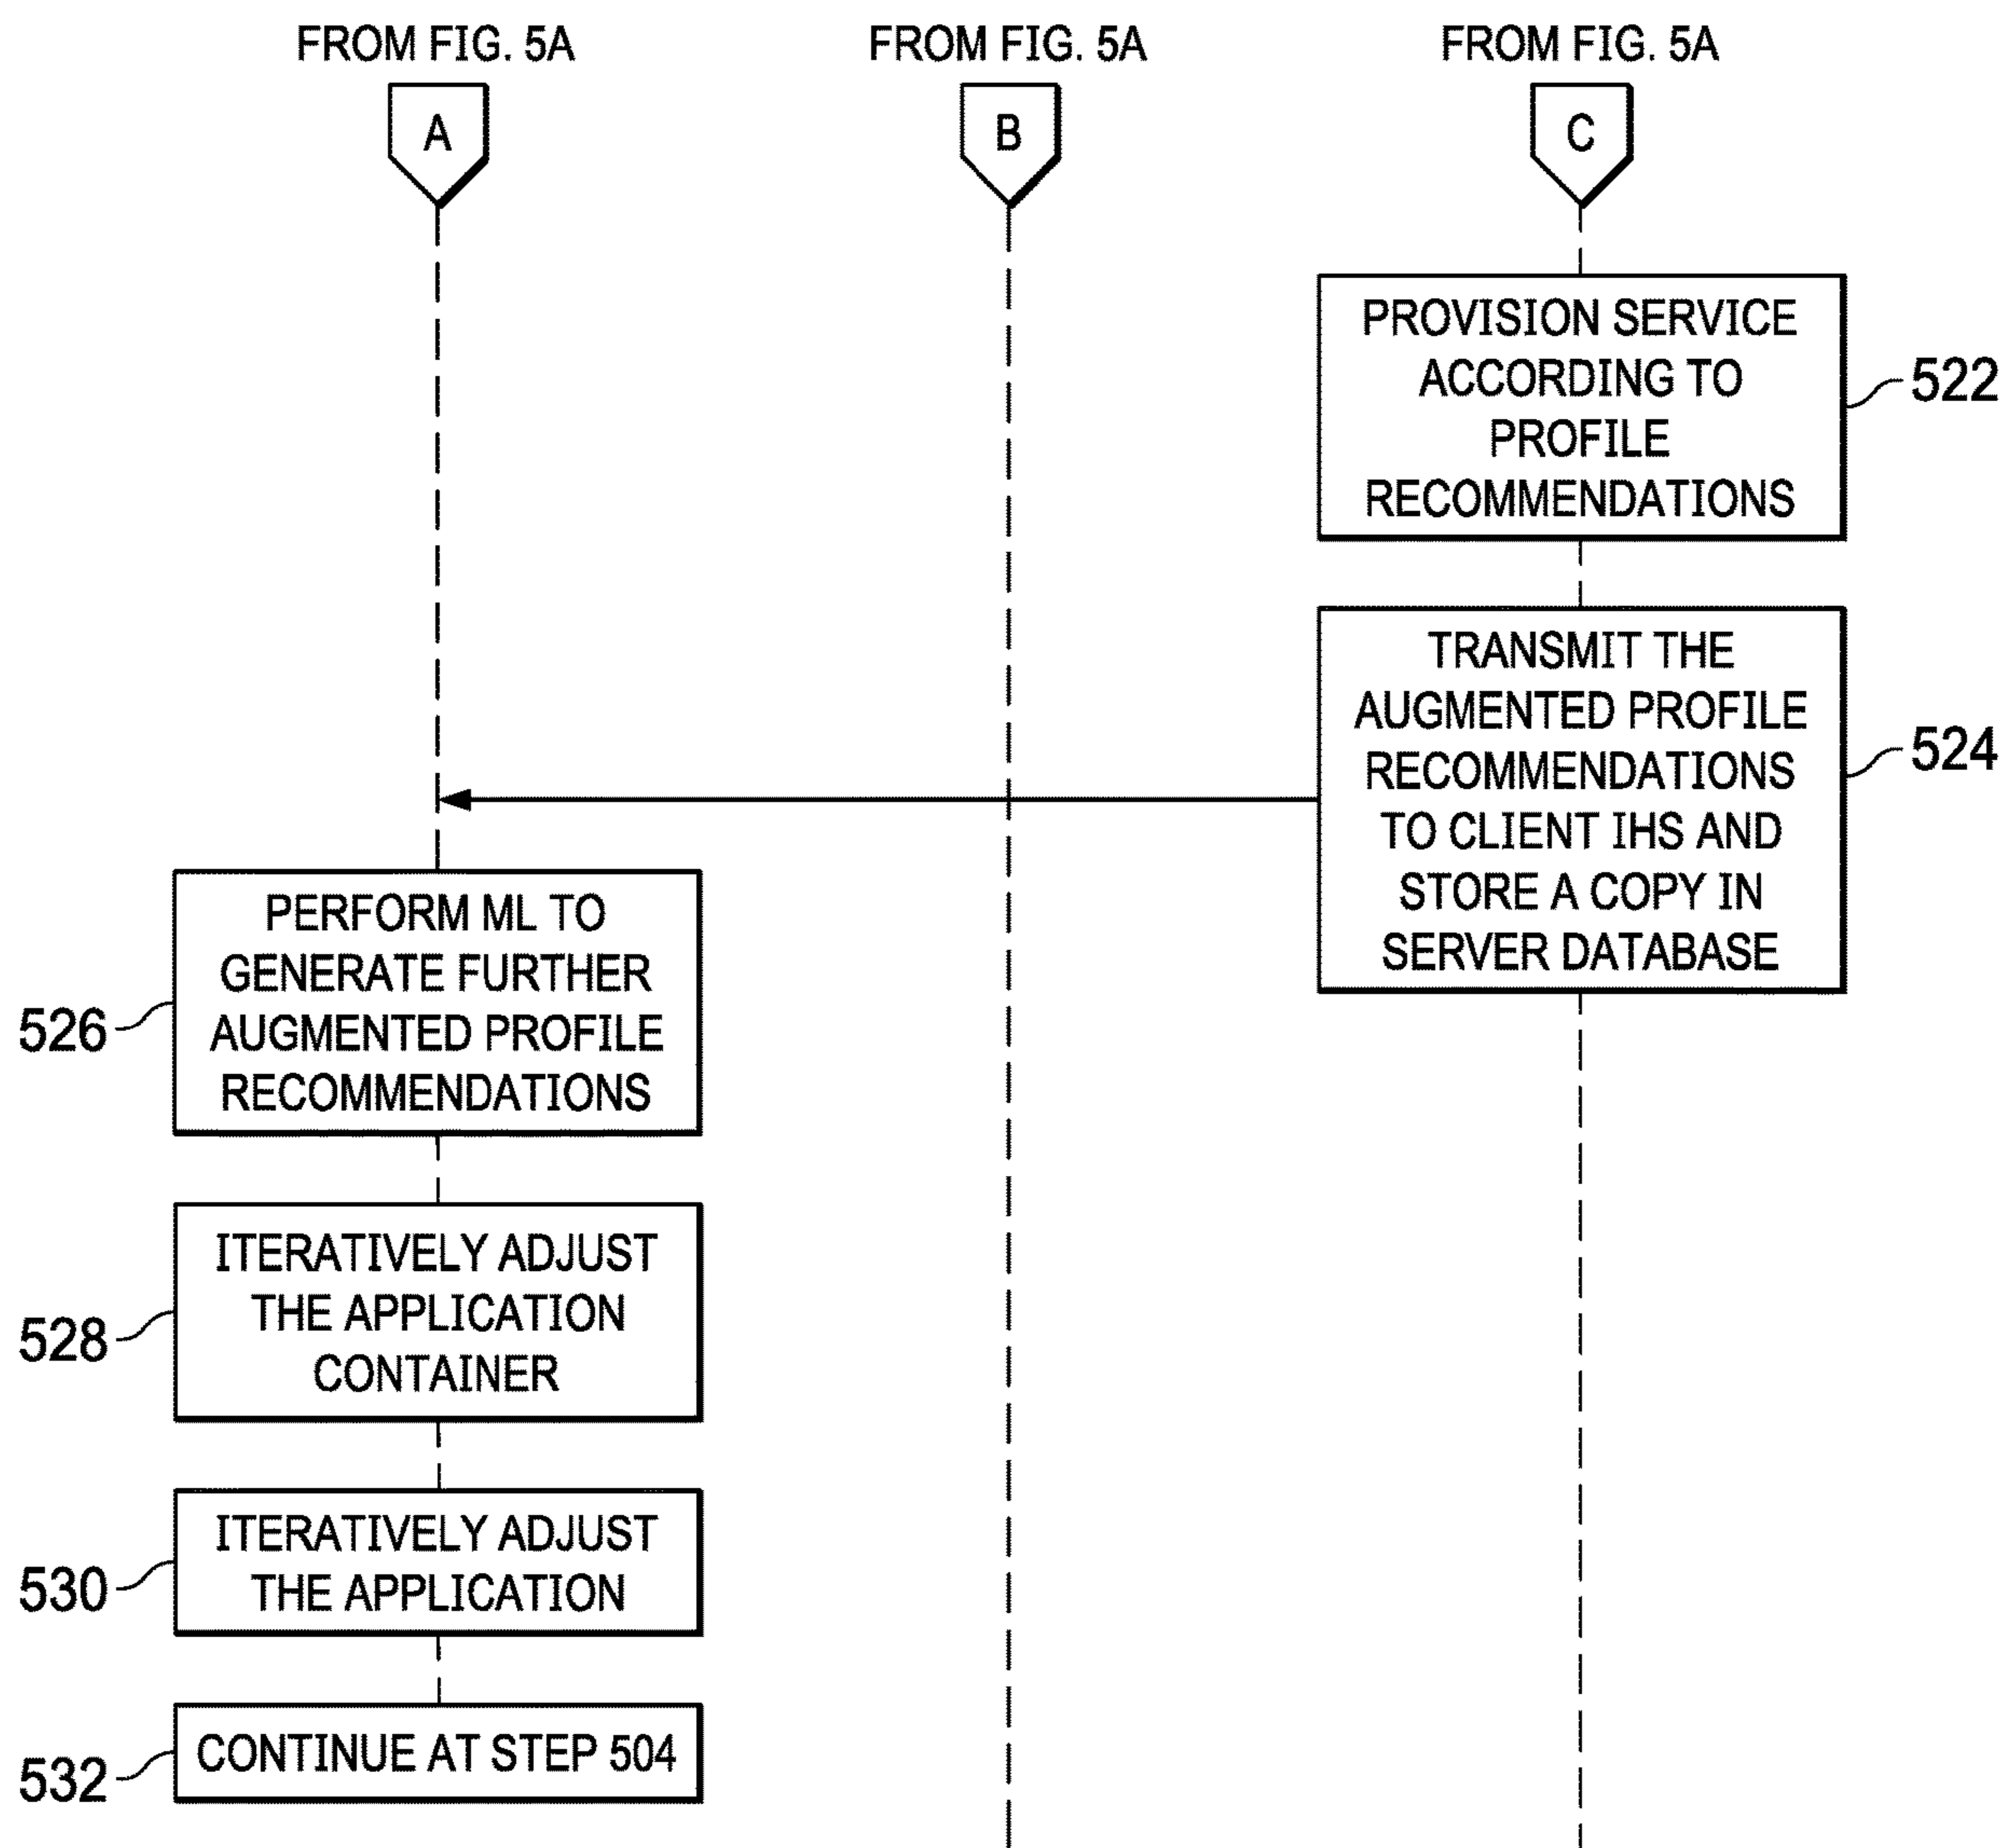 FROM FIG. 5A
FROM FIG. 5A
FROM FIG. 5A
A
B
C
PROVISION SERVICE
ACCORDING TO
PROFILE
RECOMMENDATIONS
522
TRANSMIT THE
AUGMENTED PROFILE
RECOMMENDATIONS
TO CLIENT IHS AND
STORE A COPY IN
SERVER DATABASE
524
PERFORM ML TO
GENERATE FURTHER
AUGMENTED PROFILE
RECOMMENDATIONS
526
ITERATIVELY ADJUST
THE APPLICATION
CONTAINER
528
ITERATIVELY ADJUST
THE APPLICATION
530
CONTINUE AT STEP 504
532